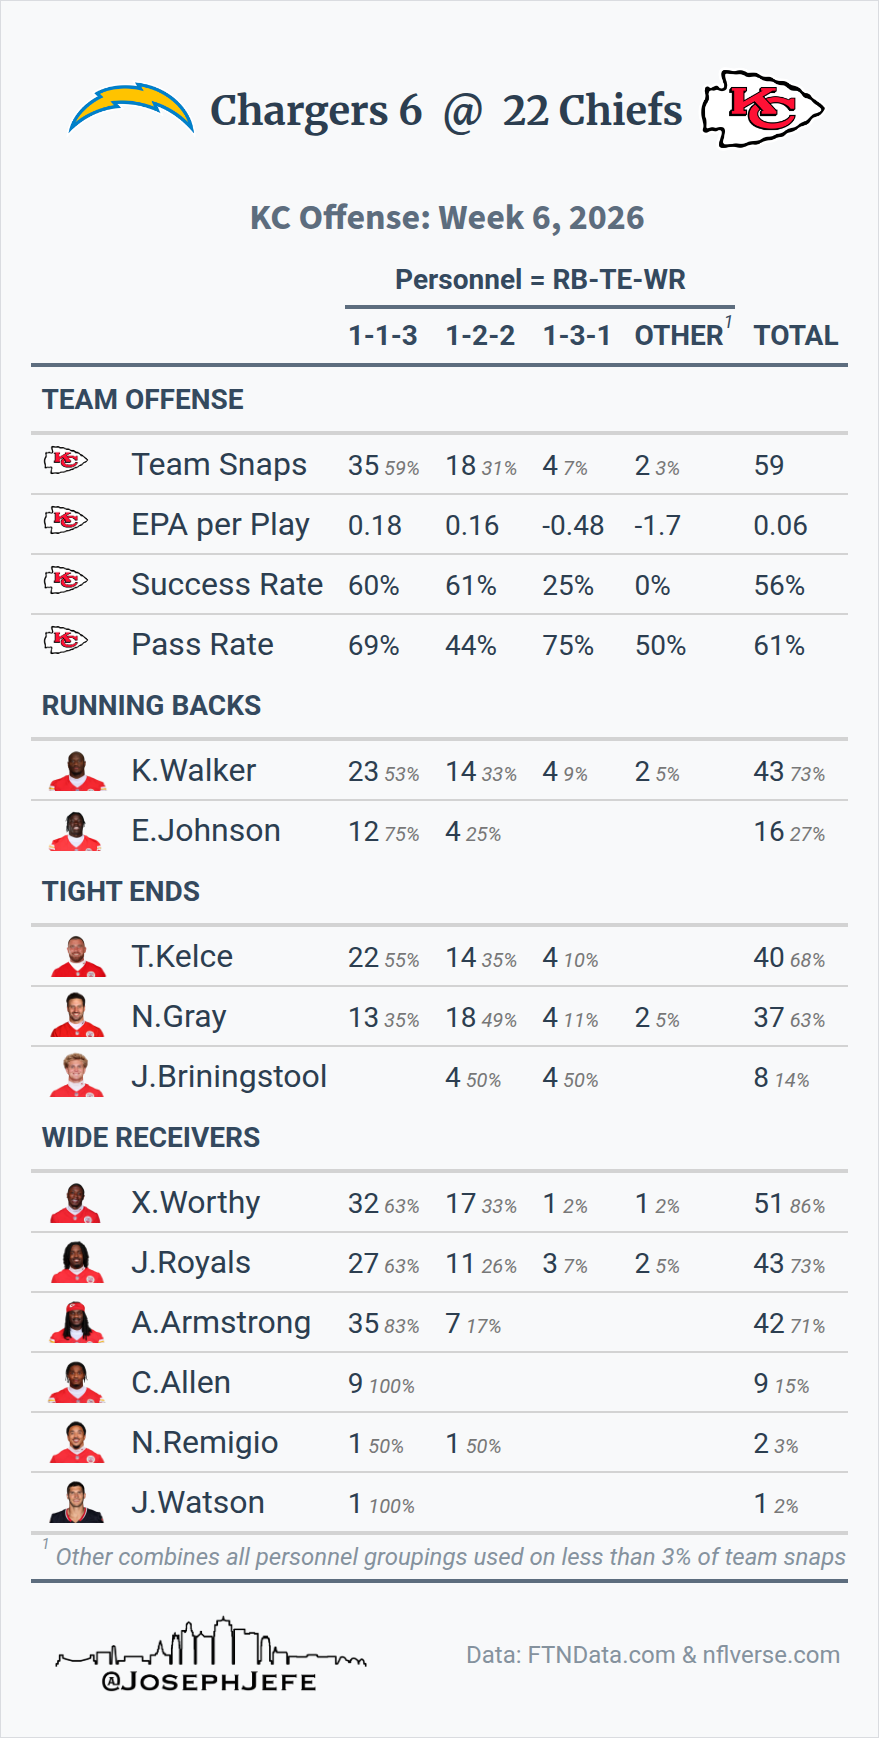 Chargers 6 @ 22 Chiefs
KC Offense: Week 6, 2026
Personnel = RB-TE-WR
1-1-3 1-2-2 1-3-1 OTHER 1 TOTAL
TEAM OFFENSE
Team Snaps 35 59% 18 31% 4 7% 2 3% 59
EPA per Play 0.18 0.16 -0.48 -1.7 0.06
Success Rate 60% 61% 25% 0% 56%
Pass Rate 69% 44% 75% 50% 61%
RUNNING BACKS
K.Walker 23 53% 14 33% 4 9% 2 5% 43 73%
E.Johnson 12 75% 4 25% 16 27%
TIGHT ENDS
T.Kelce 22 55% 14 35% 4 10% 40 68%
N.Gray 13 35% 18 49% 4 11% 2 5% 37 63%
J.Briningstool 4 50% 4 50% 8 14%
WIDE RECEIVERS
X.Worthy 32 63% 17 33% 1 2% 1 2% 51 86%
J.Royals 27 63% 11 26% 3 7% 2 5% 43 73%
A.Armstrong 35 83% 7 17% 42 71%
C.Allen 9 100% 9 15%
N.Remigio 1 50% 1 50% 2 3%
J.Watson 1 100% 1 2%
1 Other combines all personnel groupings used on less than 3% of team snaps
@JosephJefe
Data: FTNData.com & nflverse.com